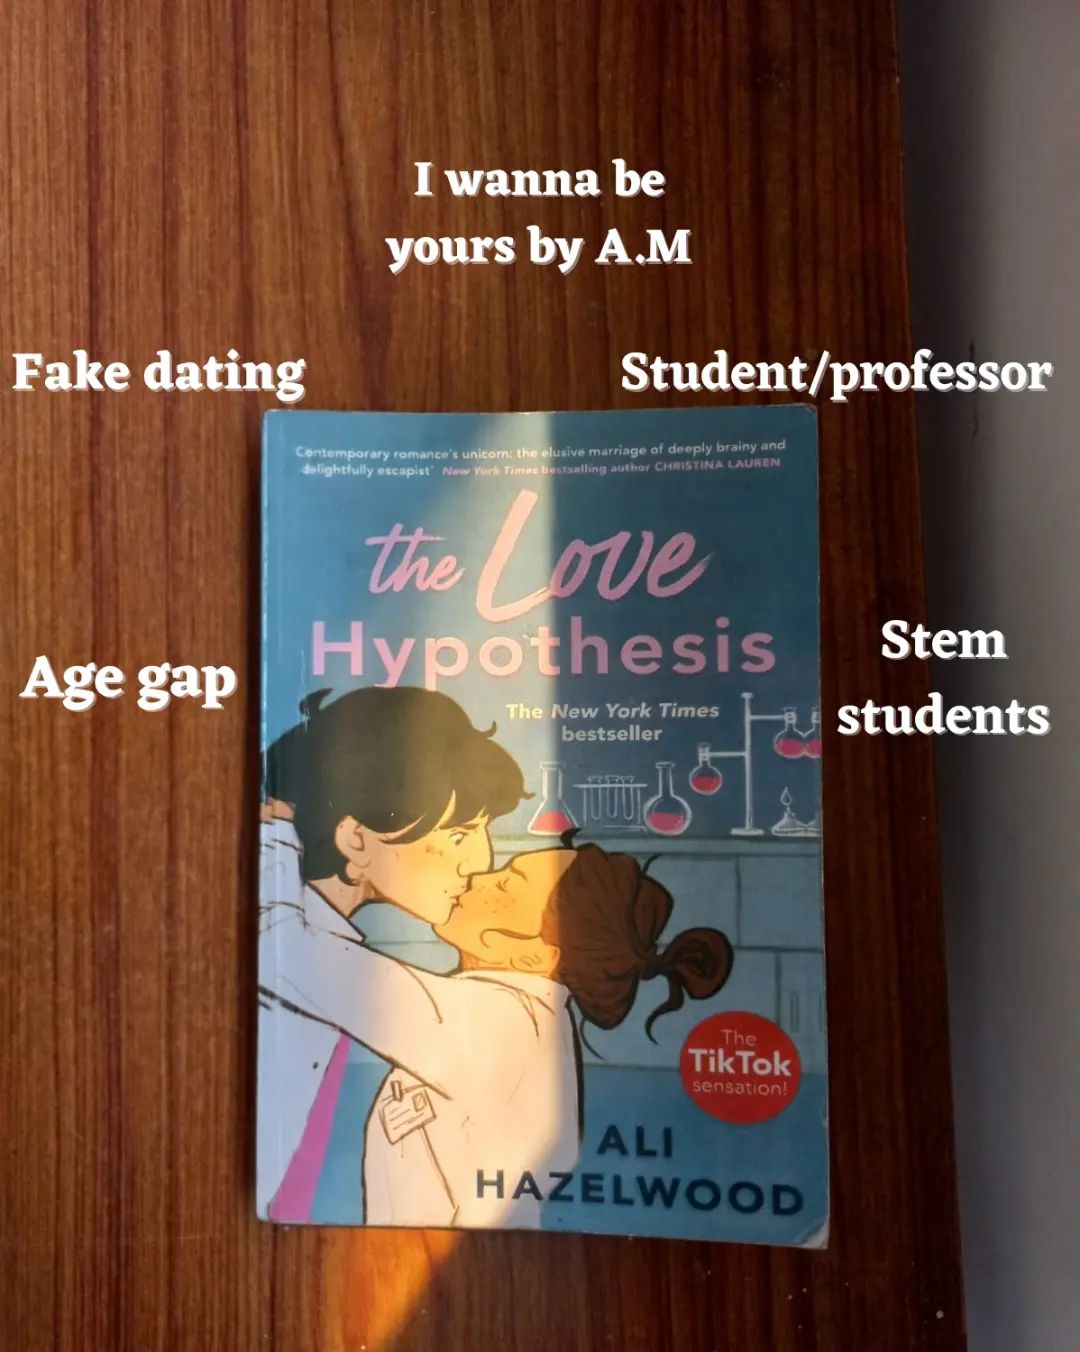 I wanna be
yours by A.M
Fake dating
Student/professor
Contemporary romance's unicorn: the elusive marriage of deeply brainy and
delightfully escapist' New York Times bestselling author CHRISTINA LAUREN
the Love
Hypothesis
Age gap
Stem
students
The New York Times
bestseller
The
TikTok
sensation!
ALI
HAZELWOOD